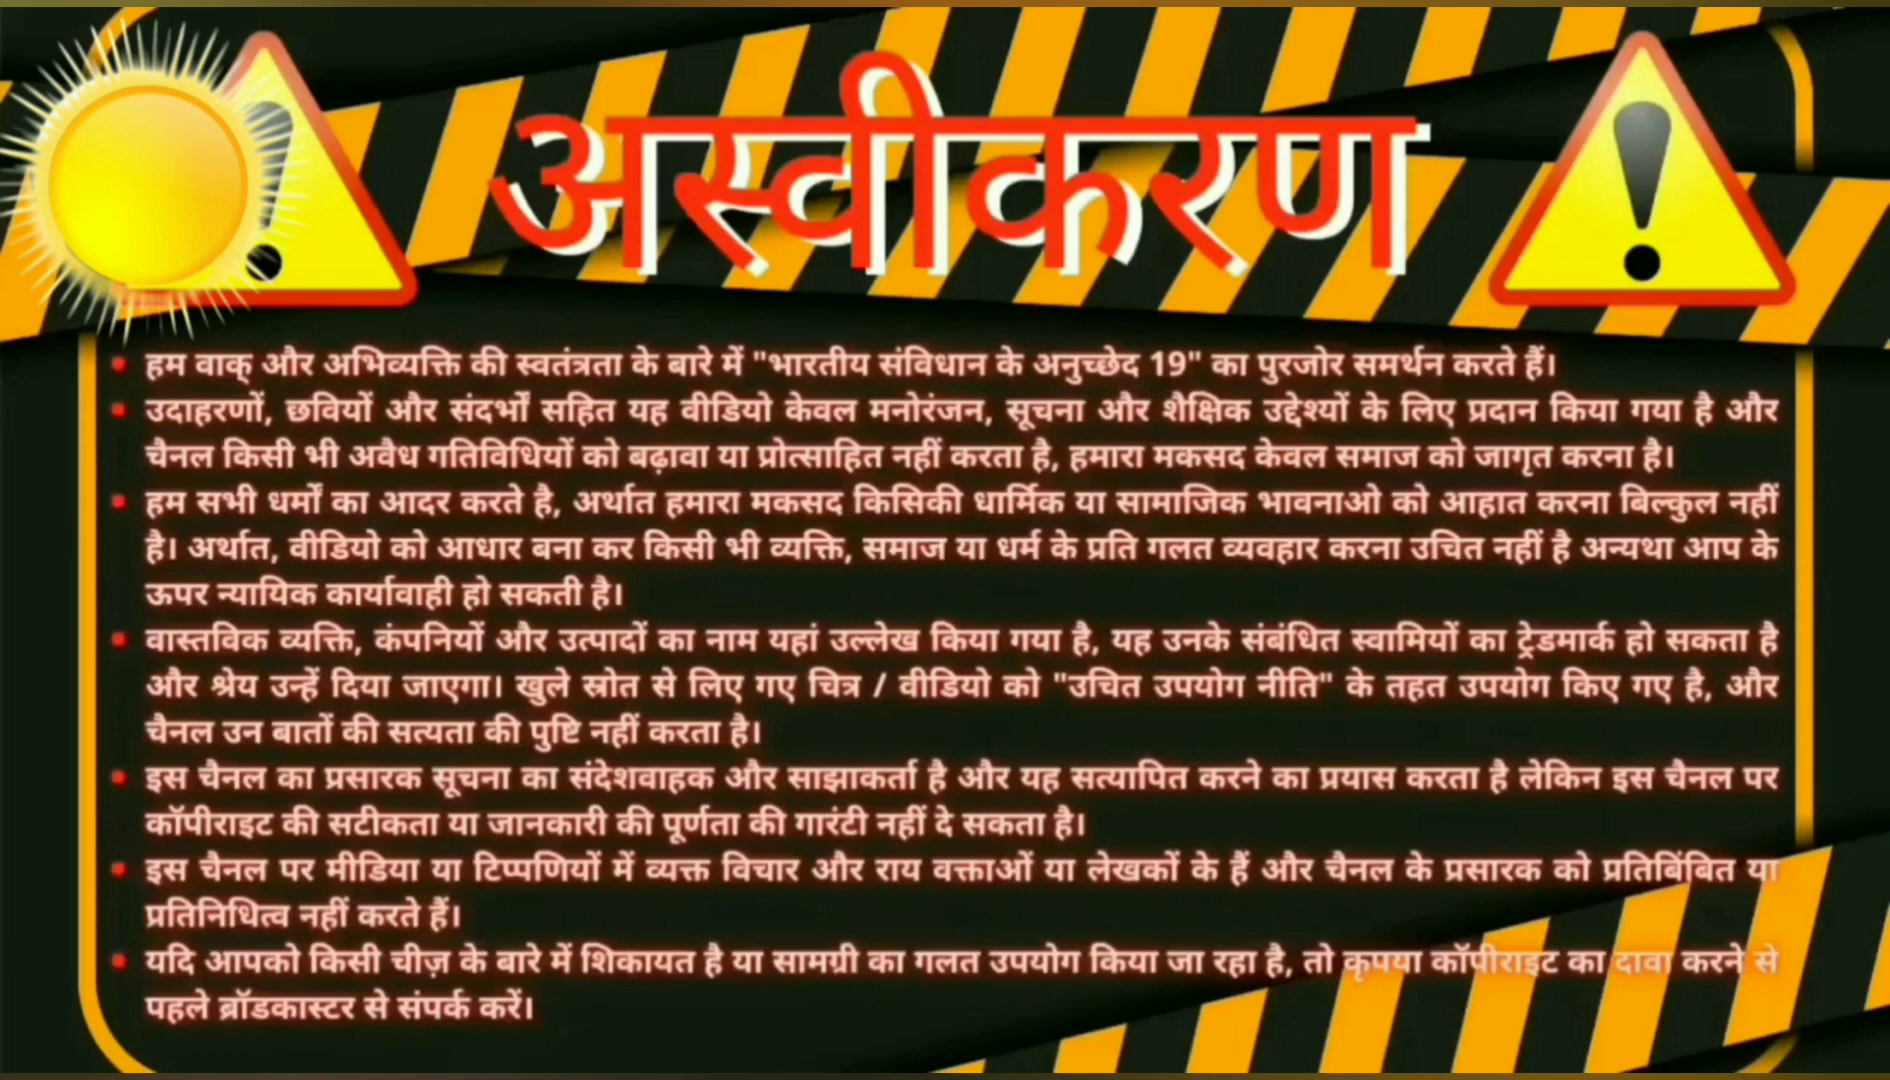 अस्वीकरण
• हम वाक् और अभिव्यक्ति की स्वतंत्रता के बारे में "भारतीय संविधान के अनुच्छेद 19" का पुरजोर समर्थन करते हैं।
• उदाहरणों, छवियों और संदर्भों सहित यह वीडियो केवल मनोरंजन, सूचना और शैक्षिक उद्देश्यों के लिए प्रदान किया गया है और
चैनल किसी भी अवैध गतिविधियों को बढ़ावा या प्रोत्साहित नहीं करता है, हमारा मकसद केवल समाज को जागृत करना है।
• हम सभी धर्मों का आदर करते है, अर्थात हमारा मकसद किसिकी धार्मिक या सामाजिक भावनाओ को आहात करना बिल्कुल नहीं
है। अर्थात, वीडियो को आधार बना कर किसी भी व्यक्ति, समाज या धर्म के प्रति गलत व्यवहार करना उचित नहीं है अन्यथा आप के
ऊपर न्यायिक कार्यावाही हो सकती है।
• वास्तविक व्यक्ति, कंपनियों और उत्पादों का नाम यहां उल्लेख किया गया है, यह उनके संबंधित स्वामियों का ट्रेडमार्क हो सकता है
और श्रेय उन्हें दिया जाएगा। खुले स्रोत से लिए गए चित्र / वीडियो को "उचित उपयोग नीति" के तहत उपयोग किए गए है, और
चैनल उन बातों की सत्यता की पुष्टि नहीं करता है।
• इस चैनल का प्रसारक सूचना का संदेशवाहक और साझाकर्ता है और यह सत्यापित करने का प्रयास करता है लेकिन इस चैनल पर
कॉपीराइट की सटीकता या जानकारी की पूर्णता की गारंटी नहीं दे सकता है।
• इस चैनल पर मीडिया या टिप्पणियों में व्यक्त विचार और राय वक्ताओं या लेखकों के हैं और चैनल के प्रसारक को प्रतिबिंबित या
प्रतिनिधित्व नहीं करते हैं।
• यदि आपको किसी चीज़ के बारे में शिकायत है या सामग्री का गलत उपयोग किया जा रहा है, तो कृपया कॉपीराइट का दावा करने से
पहले ब्रॉडकास्टर से संपर्क करें।